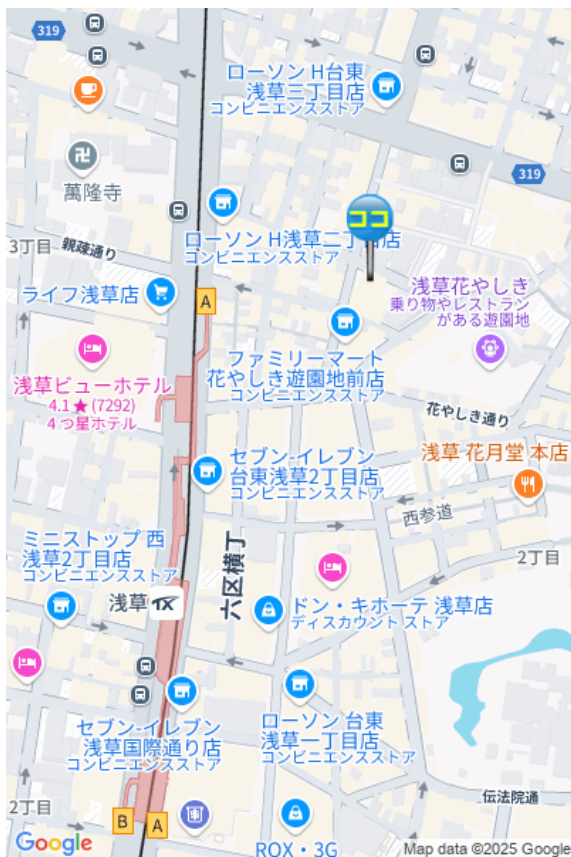 319
ローソン H台東
浅草三丁目店
コンビニエンスストア
萬隆寺
319
ココ
ローソン H浅草二丁目店
コンビニエンスストア
3丁目
親疎通り
ライフ浅草店
A
浅草花やしき
乗り物やレストラン
がある遊園地
ファミリーマート
花やしき遊園地前店
コンビニエンスストア
浅草ビューホテル
4.1★(7292)
4 つ星ホテル
花やしき通り
浅草 花月堂 本店
セブン-イレブン
台東浅草2丁目店
コンビニエンスストア
西参道
2丁目
ミニストップ 西
浅草2丁目店
コンビニエンスストア
六区横丁
浅草
TX
ドン・キホーテ 浅草店
ディスカウント ストア
セブン-イレブン
浅草国際通り店
コンビニエンスストア
ローソン 台東
浅草一丁目店
コンビニエンスストア
伝法院通
2丁目
B
A
ROX・3G
Google
Map data ©2025 Google